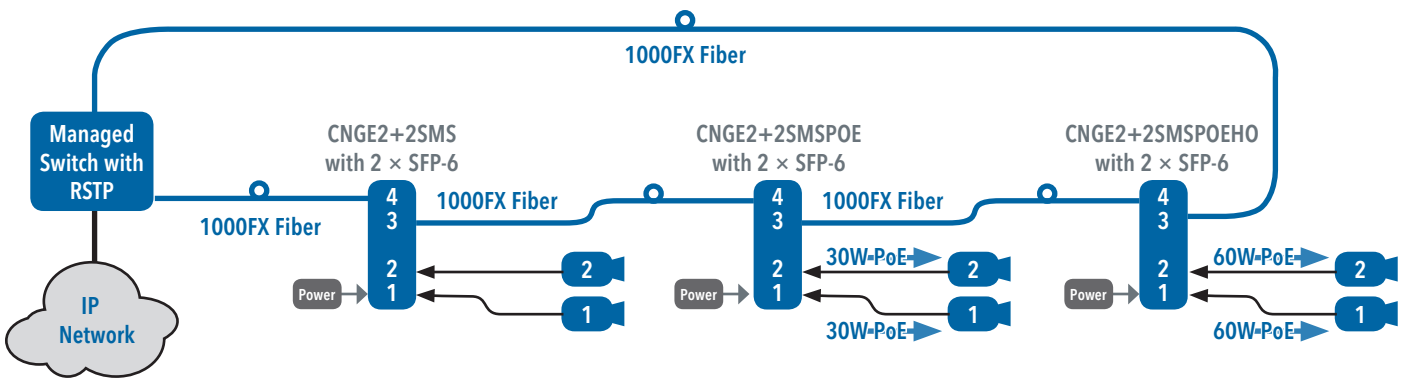 1000FX Fiber
Managed
Switch with
RSTP
IP
Network
1000FX Fiber
CNGE2+2SMS
with 2 × SFP-6
4
3
2
1
Power
2
1
1000FX Fiber
CNGE2+2SMSPOE
with 2 × SFP-6
4
3
2
1
Power
30W-PoE
2
1
30W-PoE
1000FX Fiber
CNGE2+2SMSPOEHO
with 2 × SFP-6
4
3
2
1
Power
60W-PoE
2
1
60W-PoE